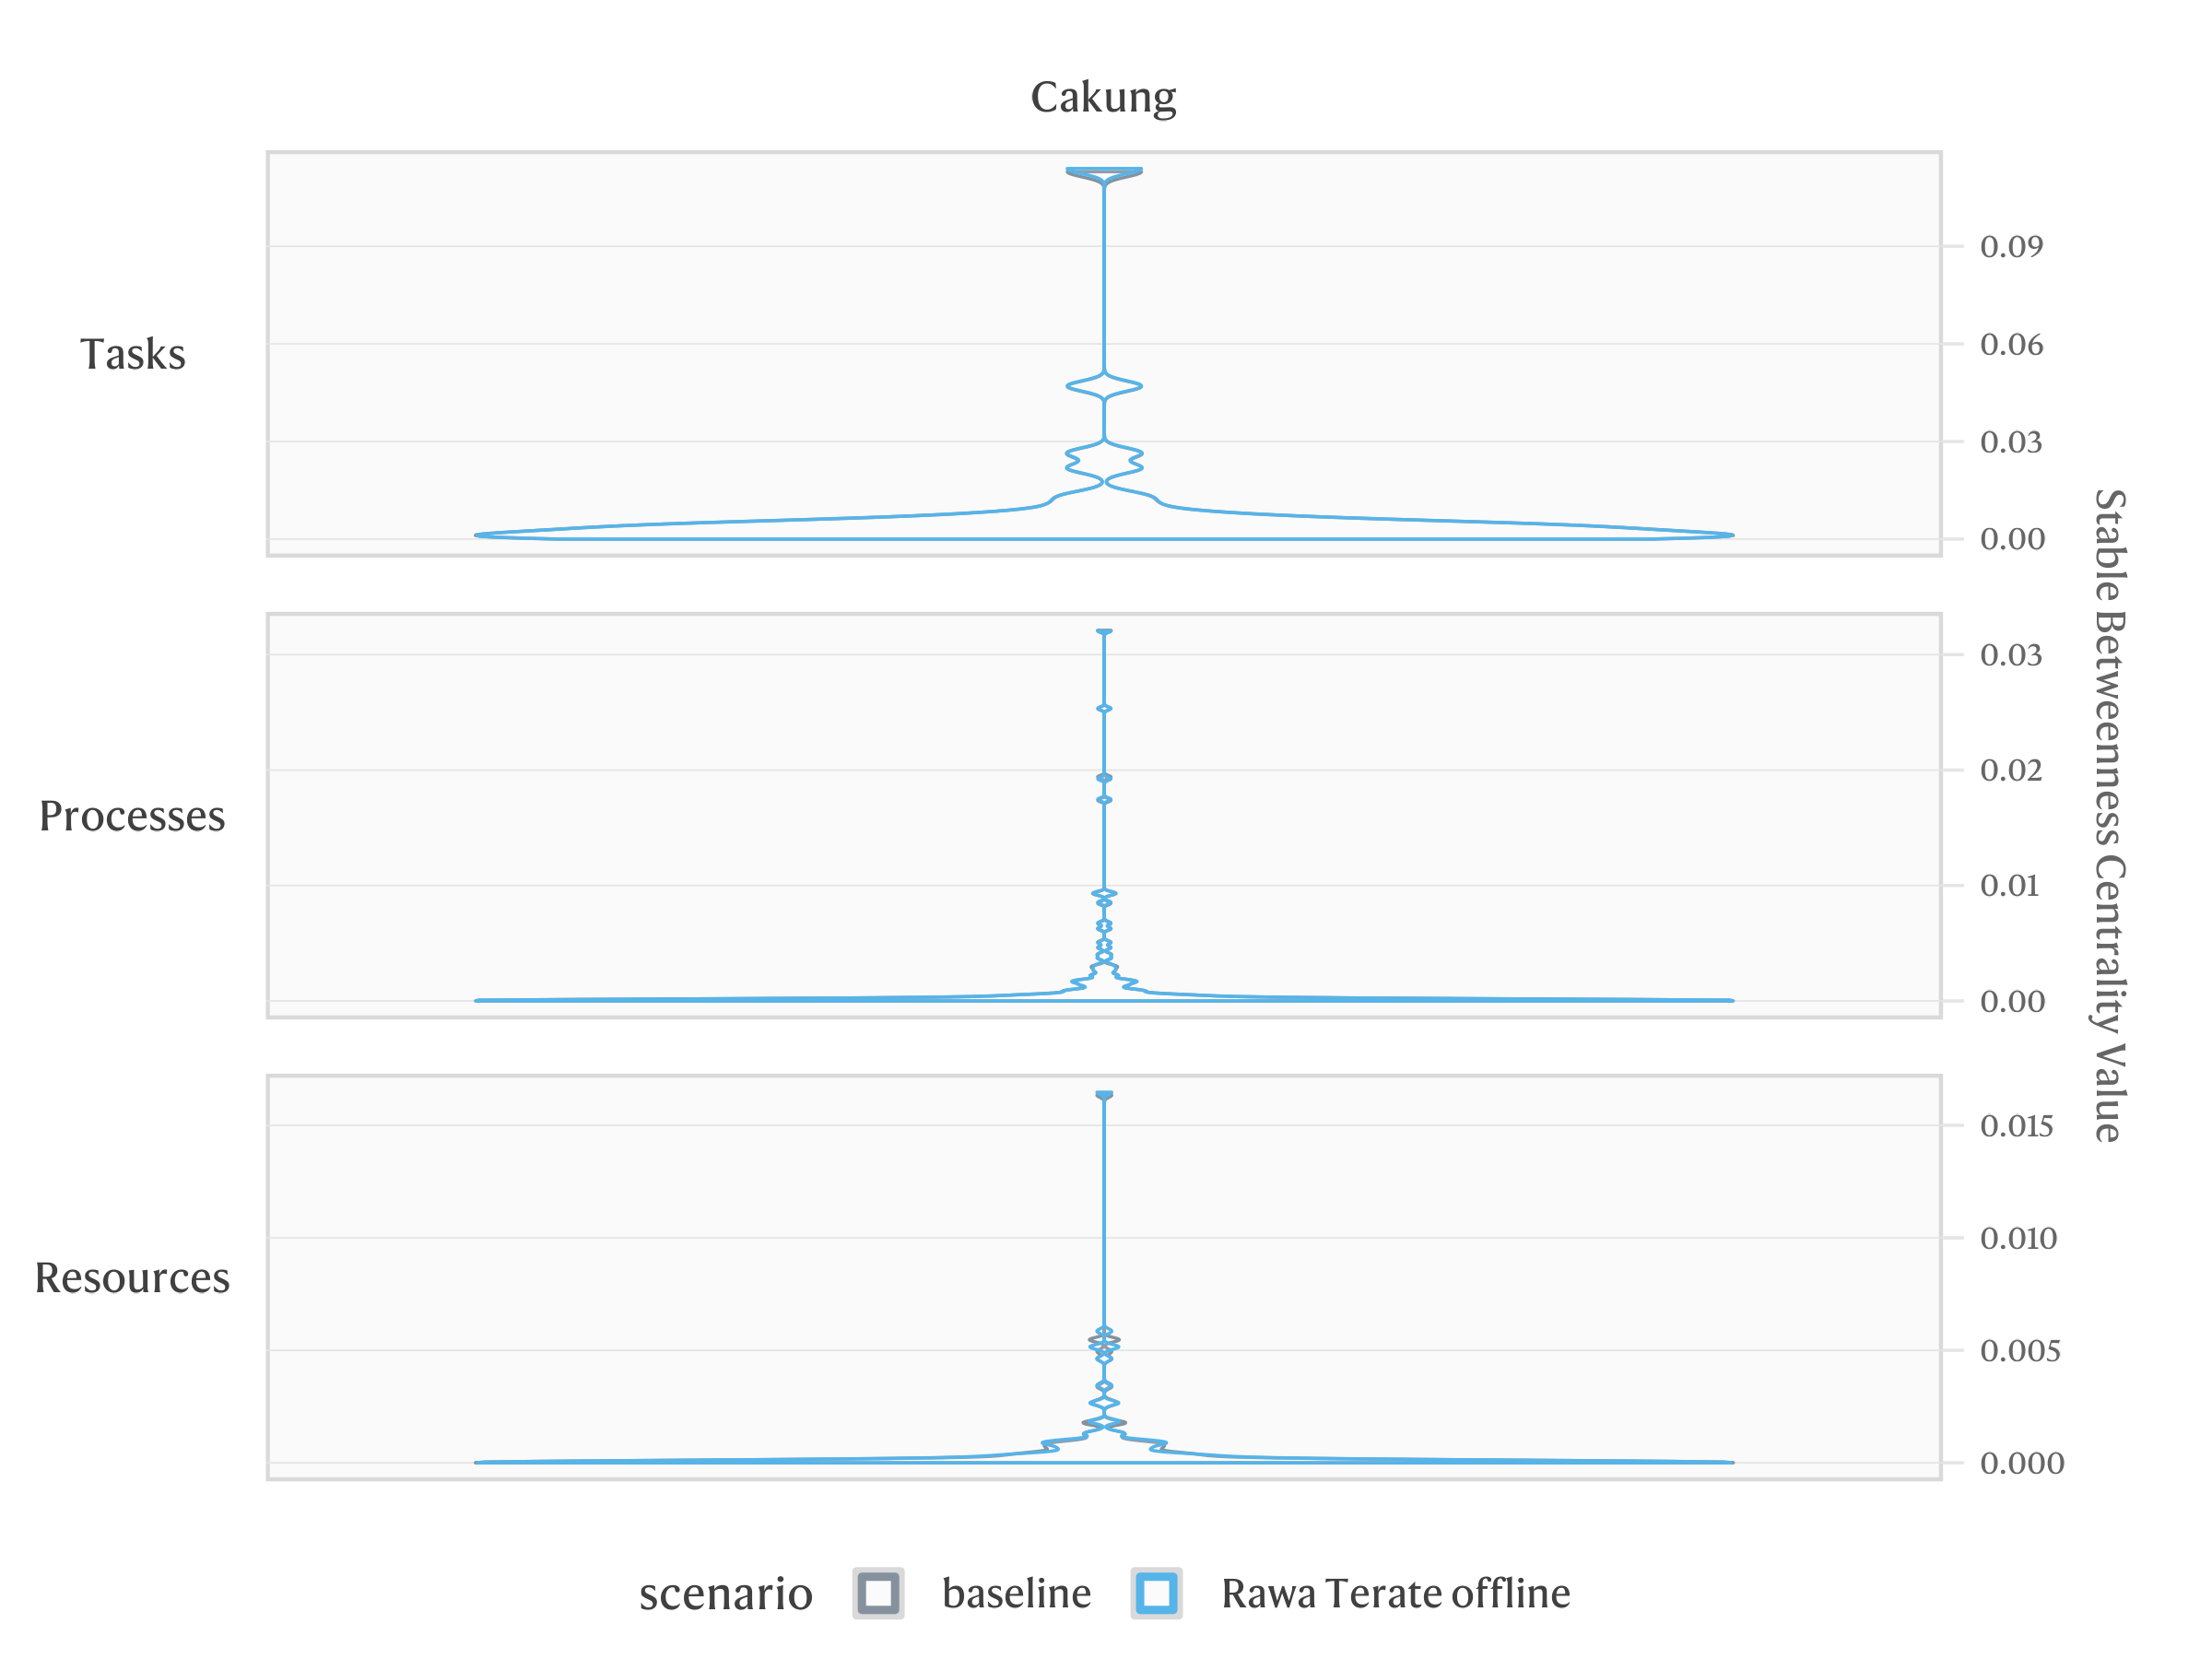 Cakung
Tasks
0.09
0.06
0.03
0.00
Processes
0.03
0.02
0.01
0.00
Resources
0.015
0.010
0.005
0.000
Stable Betweenness Centrality Value
scenario baseline Rawa Terate offline